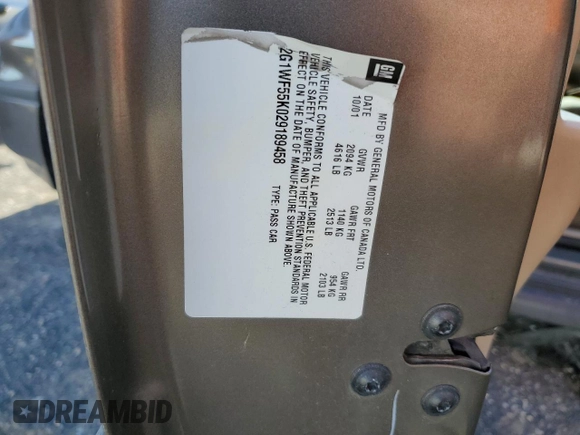 GM
MFD BY GENERAL MOTORS OF CANADA LTD.
DATE GVWR GAWR FRT GAWR RR
10/01 2094 KG 1140 KG 954 KG
4616 LB 2513 LB 2103 LB
THIS VEHICLE CONFORMS TO ALL APPLICABLE U.S. FEDERAL MOTOR
VEHICLE SAFETY, BUMPER, AND THEFT PREVENTION STANDARDS IN
EFFECT ON THE DATE OF MANUFACTURE SHOWN ABOVE.
2G1WF55K029189458 TYPE: PASS CAR
DREAMBID